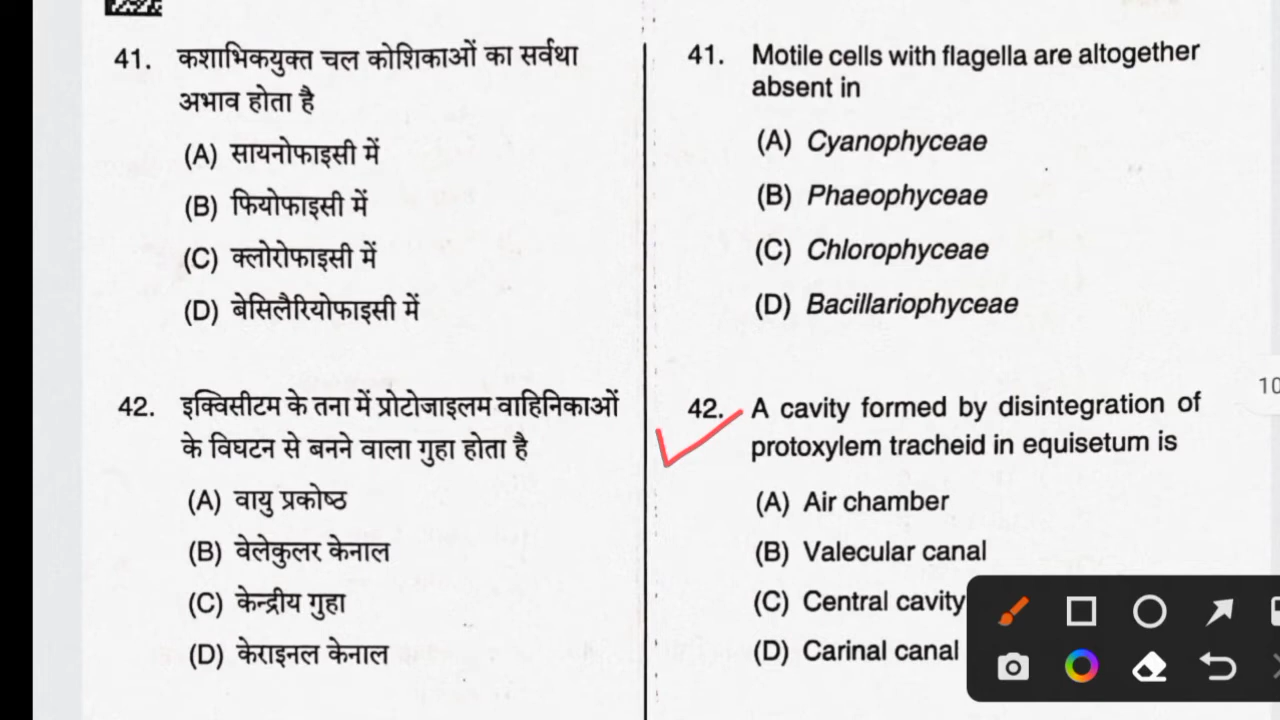 41. कशाभिकयुक्त चल कोशिकाओं का सर्वथा
अभाव होता है
(A) सायनोफाइसी में
(B) फियोफाइसी में
(C) क्लोरोफाइसी में
(D) बेसिलैरियोफाइसी में
42. इक्विसीटम के तना में प्रोटोजाइलम वाहिनिकाओं
के विघटन से बनने वाला गुहा होता है
(A) वायु प्रकोष्ठ
(B) वेलेकुलर केनाल
(C) केन्द्रीय गुहा
(D) केराइनल केनाल
41. Motile cells with flagella are altogether
absent in
(A) Cyanophyceae
(B) Phaeophyceae
(C) Chlorophyceae
(D) Bacillariophyceae
42. A cavity formed by disintegration of
protoxylem tracheid in equisetum is
(A) Air chamber
(B) Valecular canal
(C) Central cavity
(D) Carinal canal
10